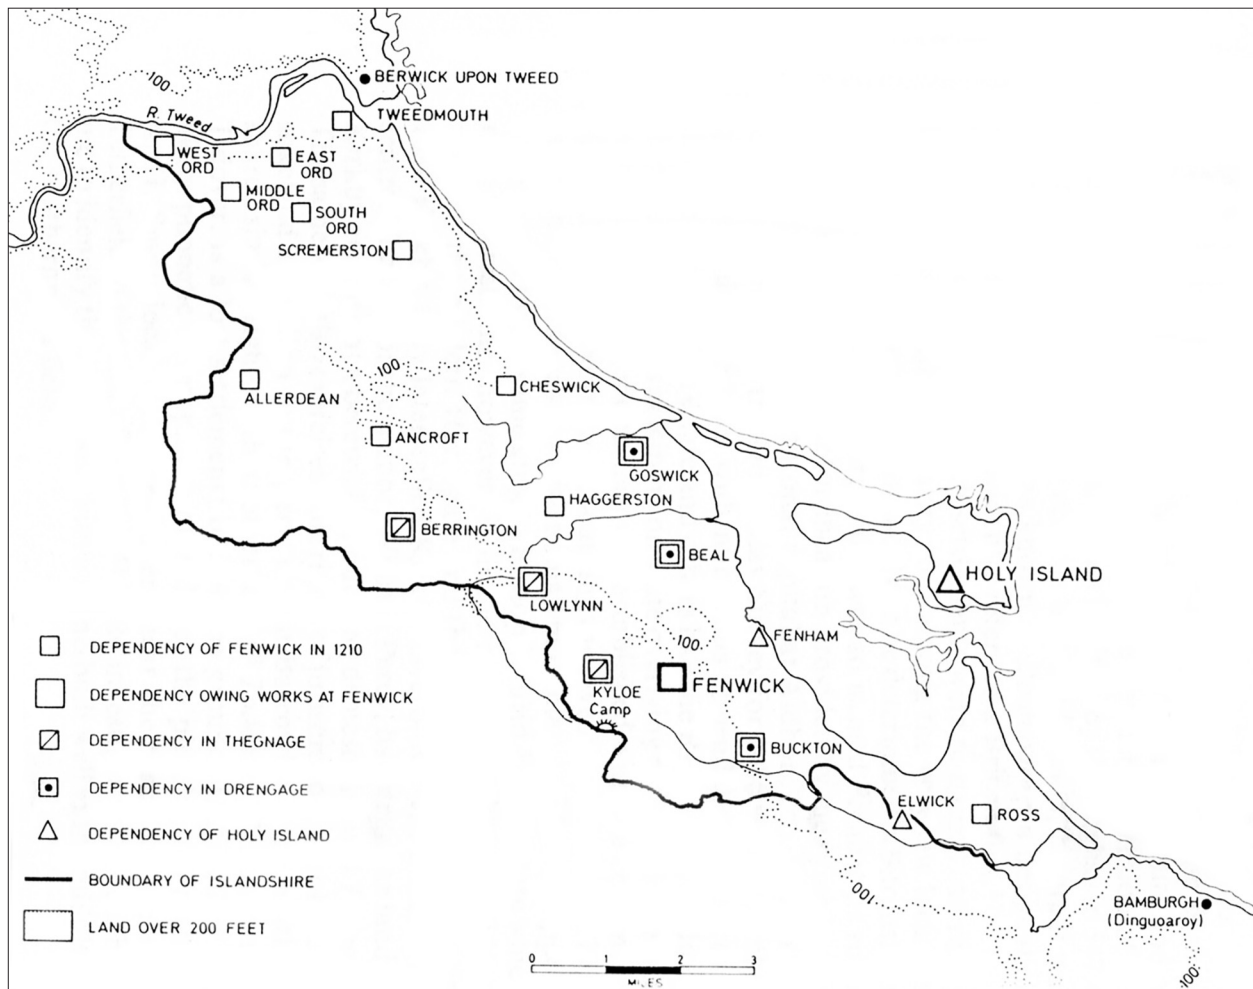 BERWICK UPON TWEED
100
R. Tweed
TWEEDMOUTH
WEST
ORD
EAST
ORD
MIDDLE
ORD
SOUTH
ORD
SCREMERSTON
100
CHESWICK
ALLERDEAN
ANCROFT
GOSWICK
HAGGERSTON
BERRINGTON
BEAL
HOLY ISLAND
LOWLYNN
FENHAM
100
KYLOE
Camp
FENWICK
BUCKTON
ELWICK
ROSS
100
BAMBURGH
(Dinguoaroy)
100
DEPENDENCY OF FENWICK IN 1210
DEPENDENCY OWING WORKS AT FENWICK
DEPENDENCY IN THEGNAGE
DEPENDENCY IN DRENGAGE
DEPENDENCY OF HOLY ISLAND
BOUNDARY OF ISLANDSHIRE
LAND OVER 200 FEET
0 1 2 3
MILES